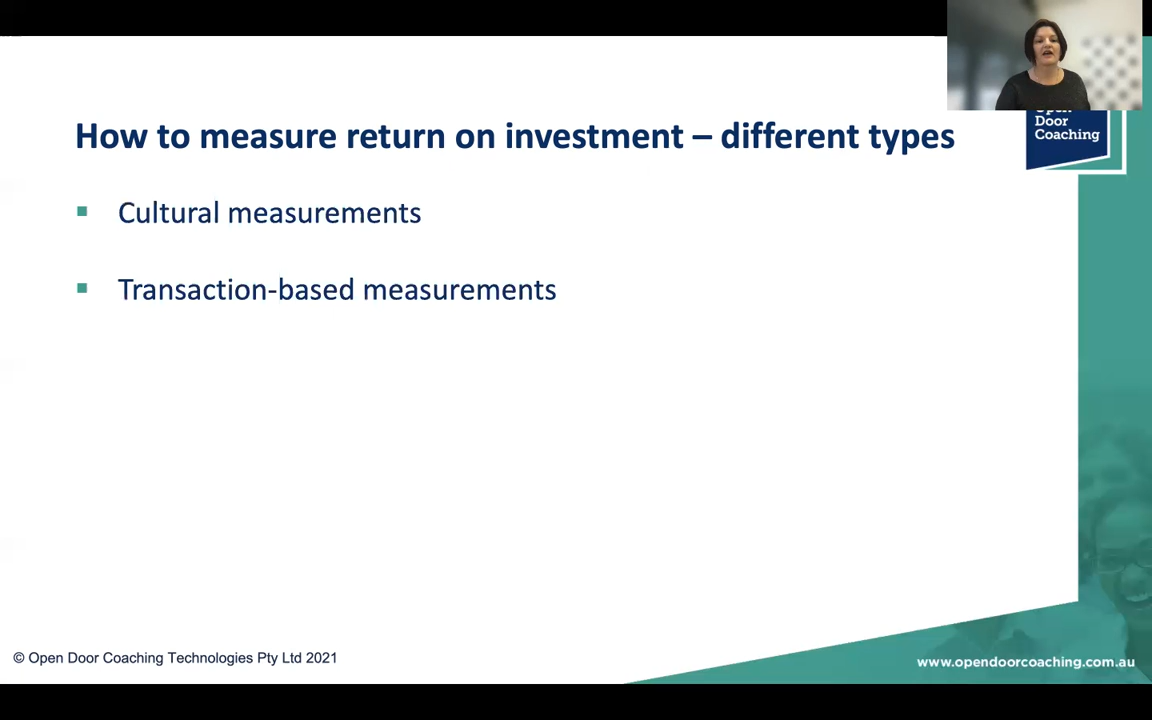 How to measure return on investment – different types
Open
Door
Coaching
▪ Cultural measurements
▪ Transaction-based measurements
© Open Door Coaching Technologies Pty Ltd 2021
www.opendoorcoaching.com.au